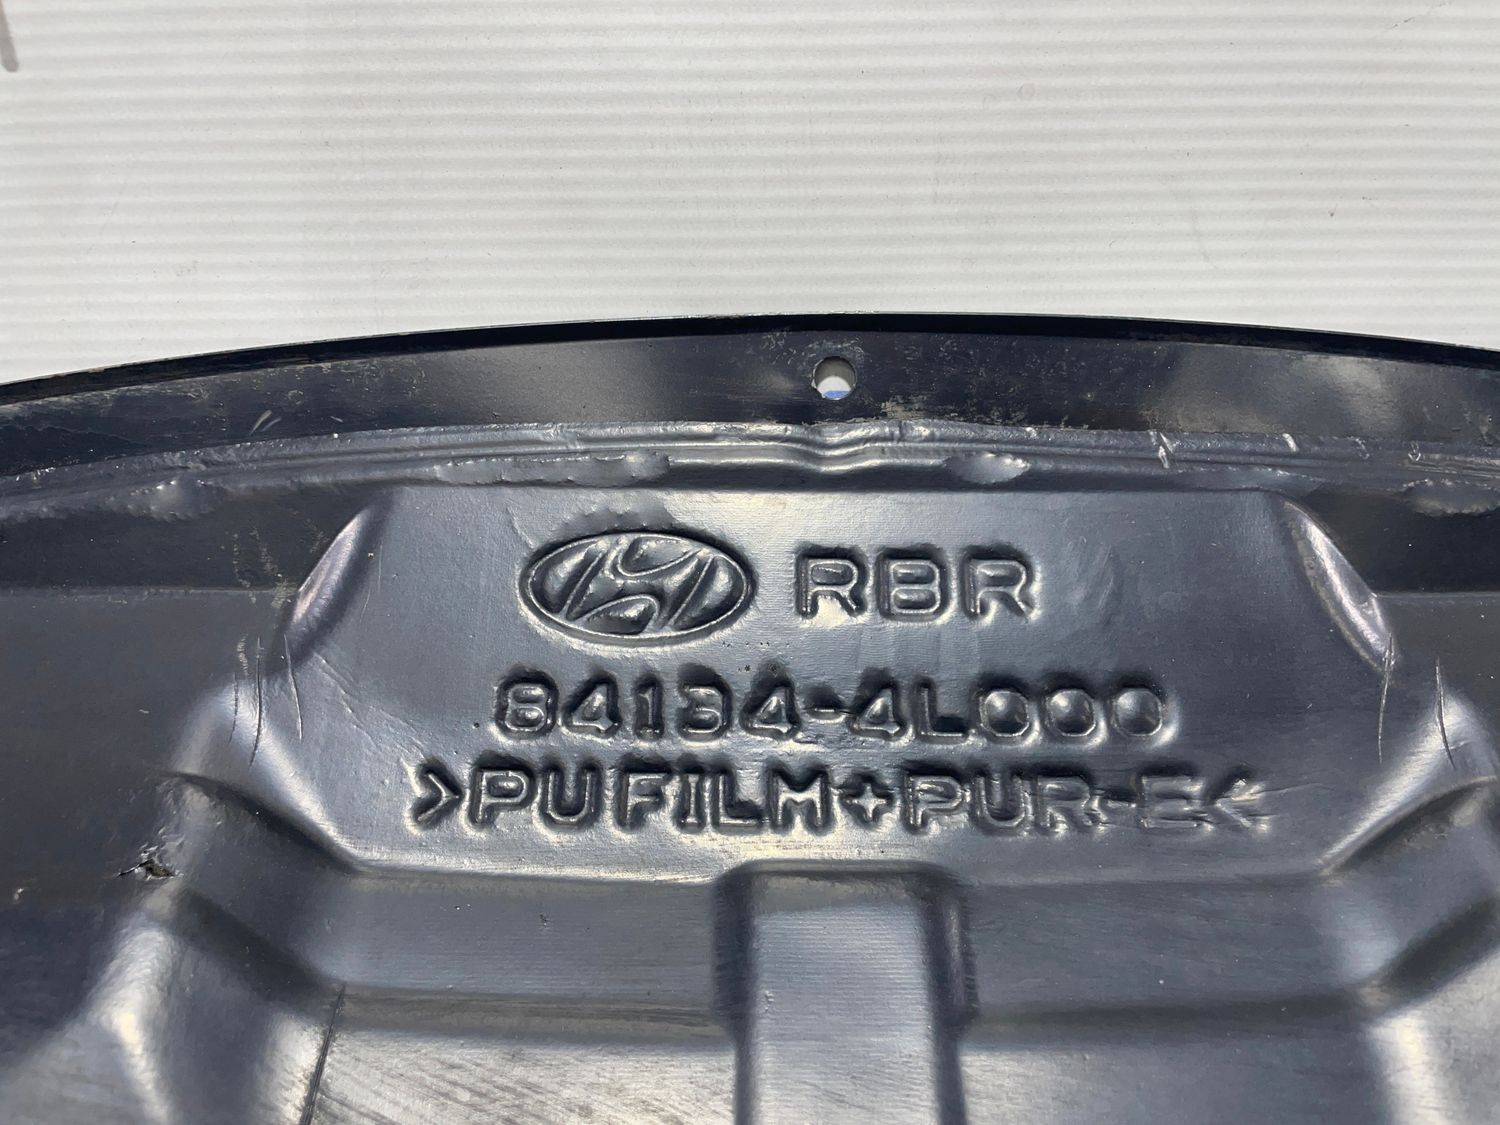 RBR
84134-4L000
>PUFILM+PUR-E<